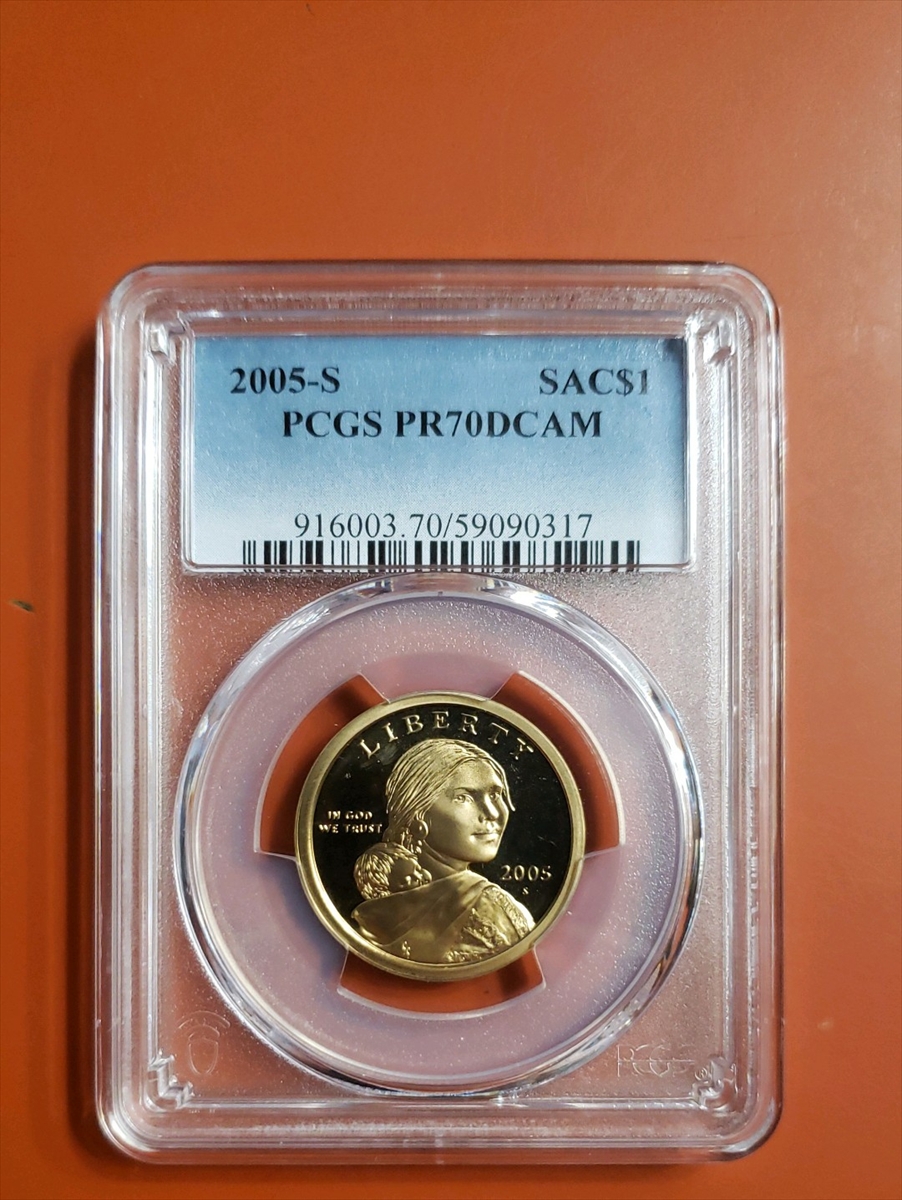 2005-S SAC$1
PCGS PR70DCAM
916003.70/59090317
LIBERTY
IN GOD
WE TRUST
2005
S
PCGS